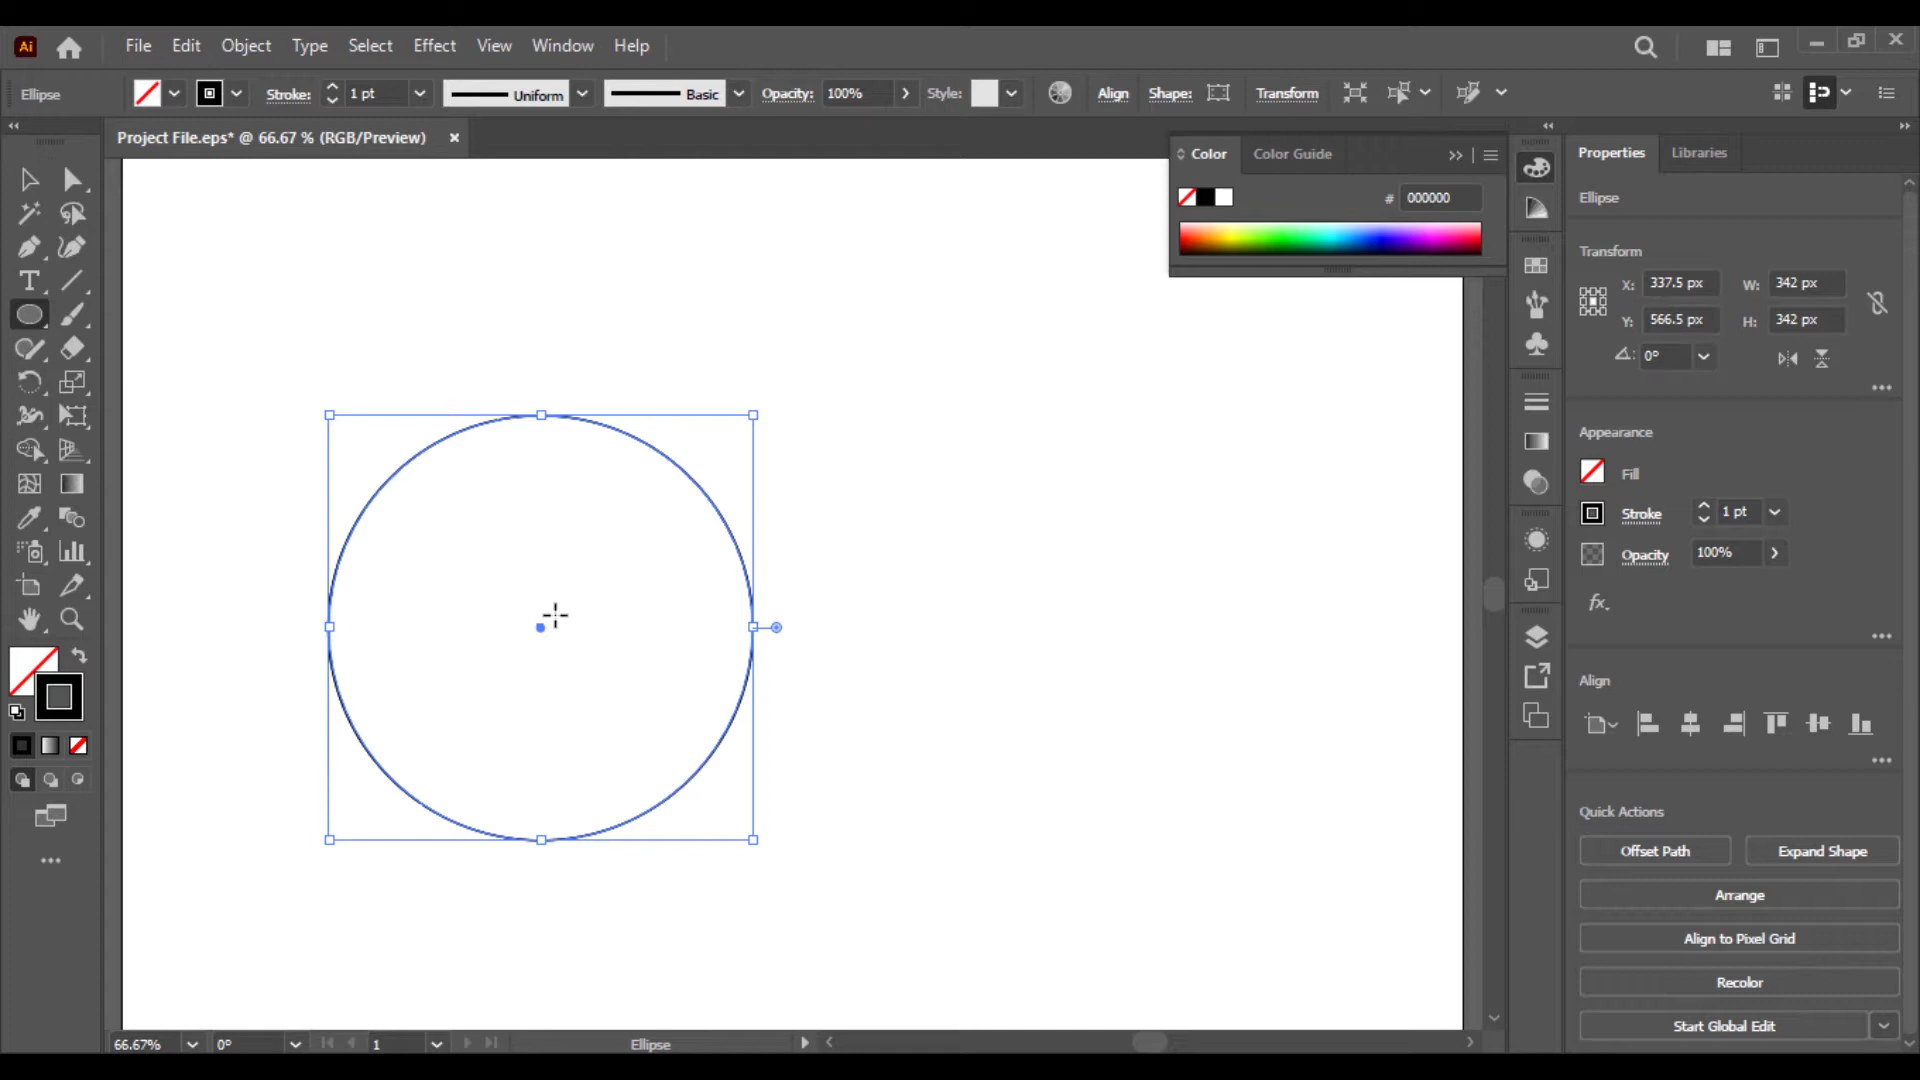 Ai File Edit Object Type Select Effect View Window Help
Ellipse Stroke: 1 pt Uniform Basic Opacity: 100% Style: Align Shape: Transform
Project File.eps* @ 66.67 % (RGB/Preview)
Color Color Guide
# 000000
Properties Libraries
Ellipse
Transform
X: 337.5 px W: 342 px
Y: 566.5 px H: 342 px
0°
Appearance
Fill
Stroke 1 pt
Opacity 100%
fx.
Align
Quick Actions
Offset Path Expand Shape
Arrange
Align to Pixel Grid
Recolor
Start Global Edit
66.67% 0° 1 Ellipse